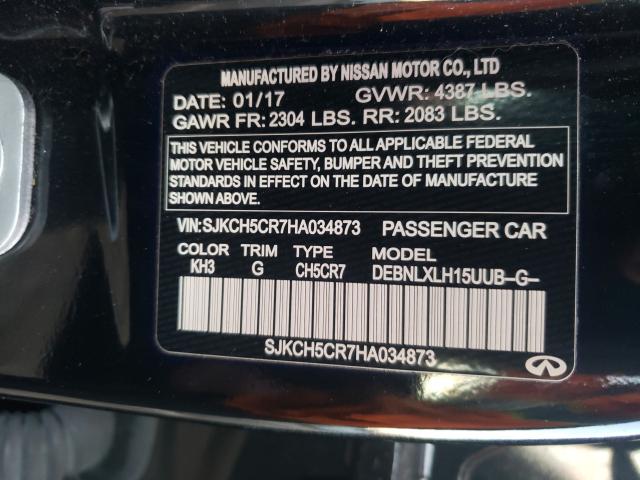 MANUFACTURED BY NISSAN MOTOR CO., LTD
DATE: 01/17 GVWR: 4387 LBS.
GAWR FR: 2304 LBS. RR: 2083 LBS.
THIS VEHICLE CONFORMS TO ALL APPLICABLE FEDERAL
MOTOR VEHICLE SAFETY, BUMPER AND THEFT PREVENTION
STANDARDS IN EFFECT ON THE DATE OF MANUFACTURE
SHOWN ABOVE.
VIN: SJKCH5CR7HA034873 PASSENGER CAR
COLOR TRIM TYPE MODEL
KH3 G CH5CR7 DEBNLXLH15UUB-G-
SJKCH5CR7HA034873